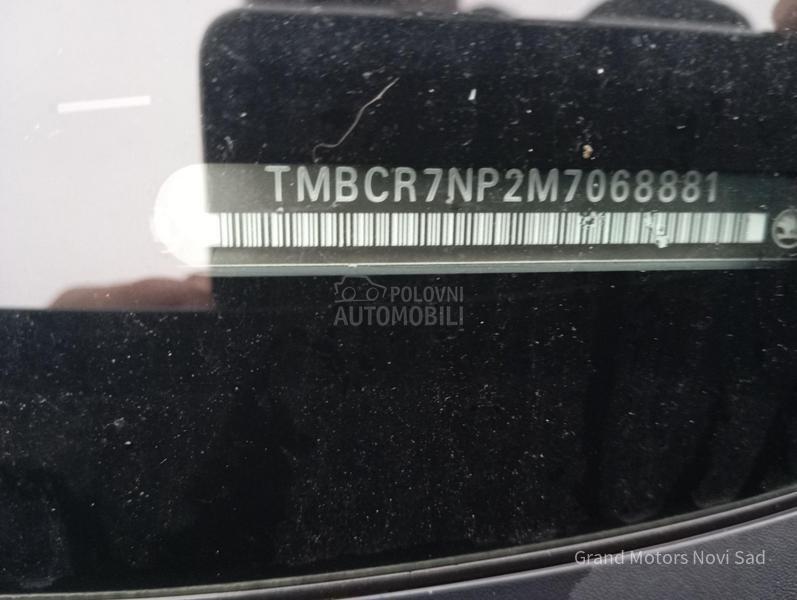 TMBCR7NP2M7068881
POLOVNI
AUTOMOBILI
Grand Motors Novi Sad